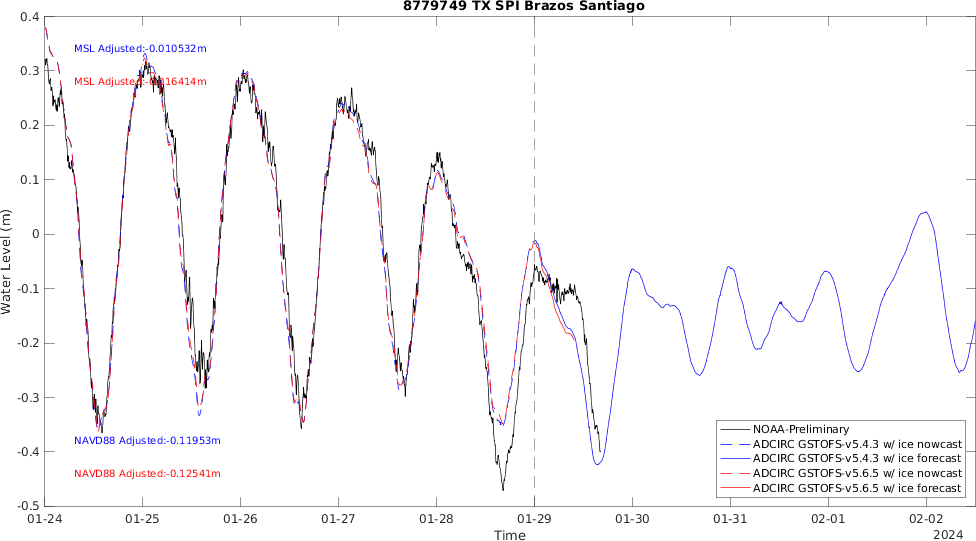 8779749 TX SPI Brazos Santiago
0.4
0.3
0.2
0.1
0
-0.1
-0.2
-0.3
-0.4
-0.5
Water Level (m)
MSL Adjusted:-0.010532m
MSL Adjusted:-0.016414m
NAVD88 Adjusted:-0.11953m
NAVD88 Adjusted:-0.12541m
NOAA-Preliminary
ADCIRC GSTOFS-v5.4.3 w/ ice nowcast
ADCIRC GSTOFS-v5.4.3 w/ ice forecast
ADCIRC GSTOFS-v5.6.5 w/ ice nowcast
ADCIRC GSTOFS-v5.6.5 w/ ice forecast
01-24 01-25 01-26 01-27 01-28 01-29 01-30 01-31 02-01 02-02
Time
2024